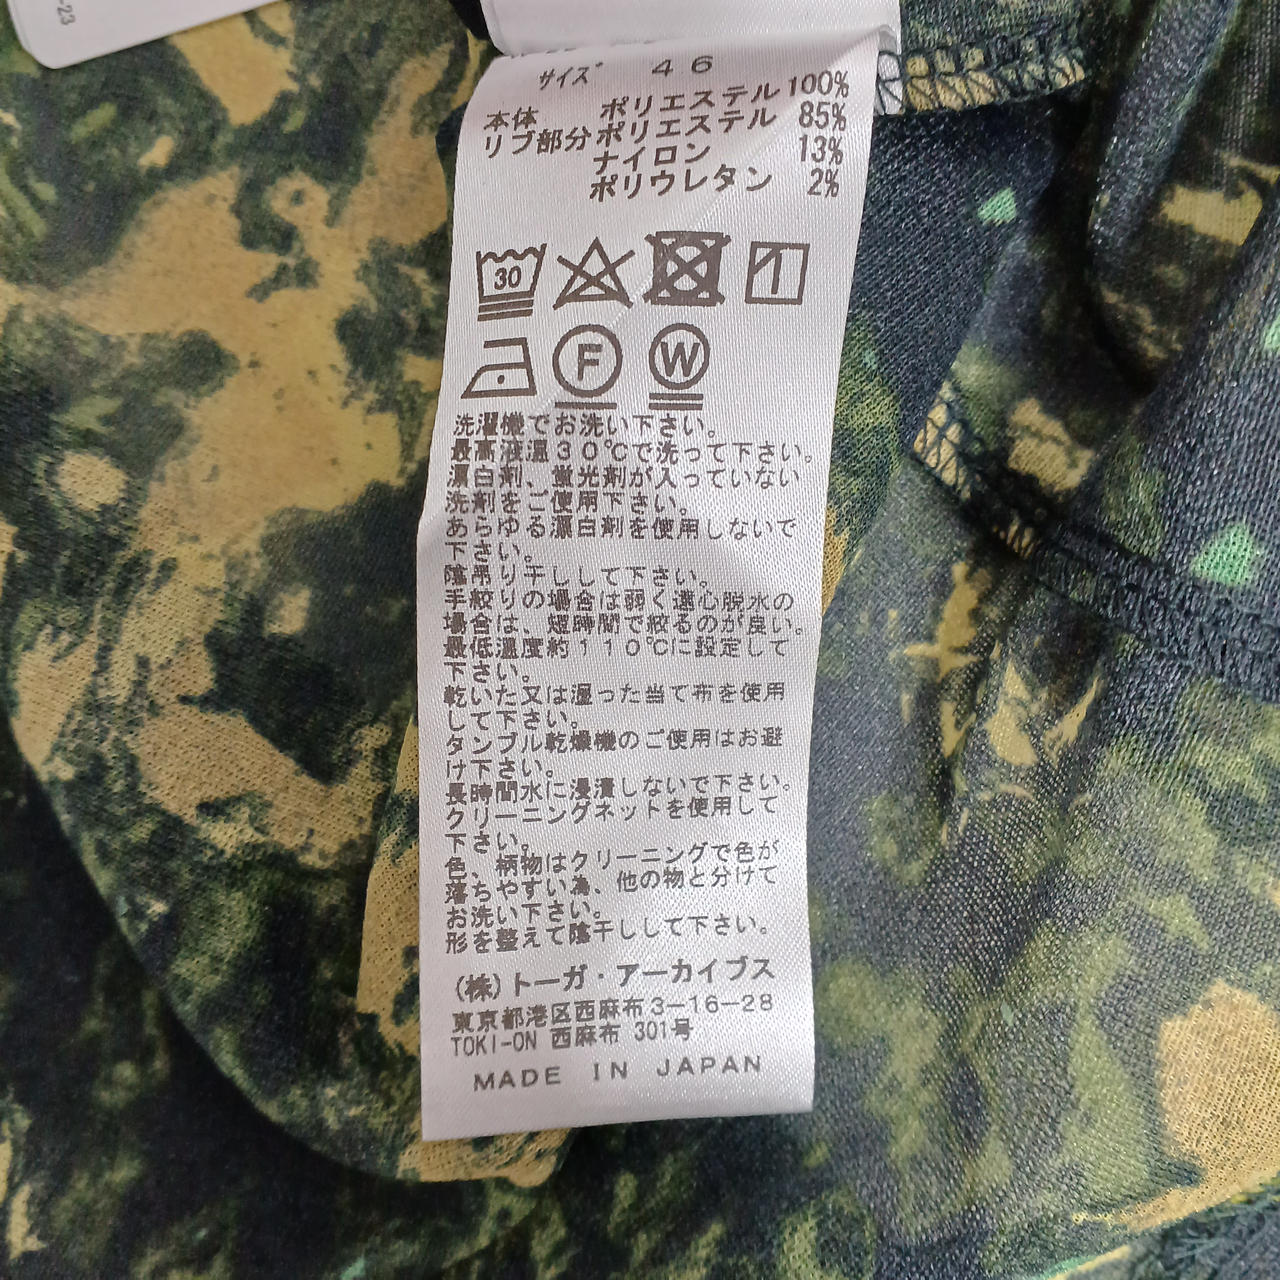 -23
サイズ 46
本体 ポリエステル 100%
リブ部分 ポリエステル 85%
ナイロン 13%
ポリウレタン 2%
30
F W
洗濯機でお洗い下さい。
最高液温30℃で洗って下さい。
漂白剤、蛍光剤が入っていない
洗剤をご使用下さい。
あらゆる漂白剤を使用しないで
下さい。
陰吊り干しして下さい。
手絞りの場合は弱く遠心脱水の
場合は、短時間で絞るのが良い。
最低温度約110℃に設定して
下さい。
乾いた又は湿った当て布を使用
して下さい。
タンブル乾燥機のご使用はお避
け下さい。
長時間水に浸漬しないで下さい。
クリーニングネットを使用して
下さい。
色、柄物はクリーニングで色が
落ちやすい為、他の物と分けて
お洗い下さい。
形を整えて陰干しして下さい。
(株)トーガ・アーカイブス
東京都港区西麻布3-16-28
TOKI-ON 西麻布 301号
MADE IN JAPAN